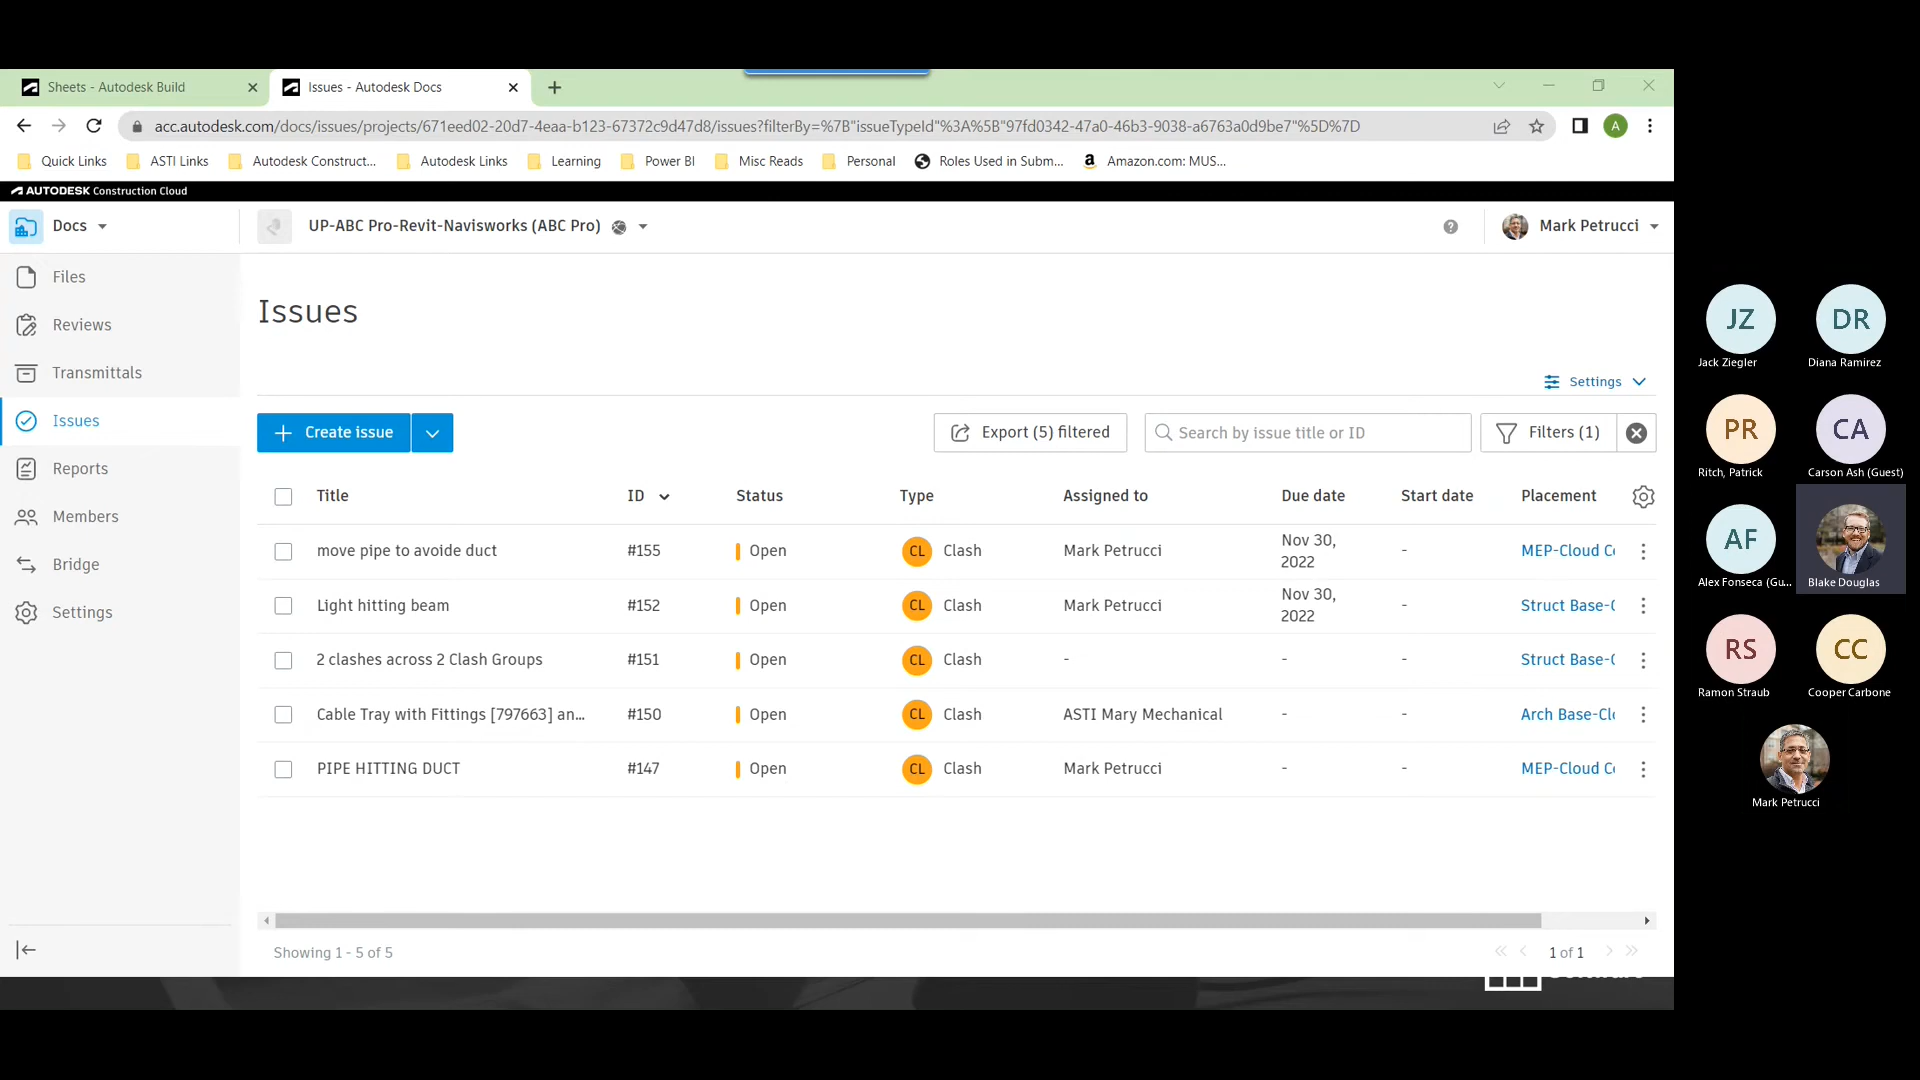 Sheets - Autodesk Build
Issues - Autodesk Docs
acc.autodesk.com/docs/issues/projects/671eed02-20d7-4eaa-b123-67372c9d47d8/issues?filterBy=%7B"issueTypeId"%3A%5B"97fd0342-47a0-46b3-9038-a6763a0d9be7"%5D%7D
A
Quick Links ASTI Links Autodesk Construct... Autodesk Links Learning Power BI Misc Reads Personal Roles Used in Subm... Amazon.com: MUS...
AUTODESK Construction Cloud
Docs
UP-ABC Pro-Revit-Navisworks (ABC Pro)
Mark Petrucci
Files
Reviews
Transmittals
Issues
Reports
Members
Bridge
Settings
Issues
Settings
Create issue
Export (5) filtered
Search by issue title or ID
Filters (1)
Title ID Status Type Assigned to Due date Start date Placement
move pipe to avoide duct #155 Open CL Clash Mark Petrucci Nov 30, 2022 - MEP-Cloud
Light hitting beam #152 Open CL Clash Mark Petrucci Nov 30, 2022 - Struct Base-
2 clashes across 2 Clash Groups #151 Open CL Clash - - - Struct Base-
Cable Tray with Fittings [797663] an... #150 Open CL Clash ASTI Mary Mechanical - - Arch Base-
PIPE HITTING DUCT #147 Open CL Clash Mark Petrucci - - MEP-Cloud
Showing 1 - 5 of 5
1 of 1
JZ
Jack Ziegler
DR
Diana Ramirez
PR
Ritch, Patrick
CA
Carson Ash (Guest)
AF
Alex Fonseca (Gu...
Blake Douglas
RS
Ramon Straub
CC
Cooper Carbone
Mark Petrucci